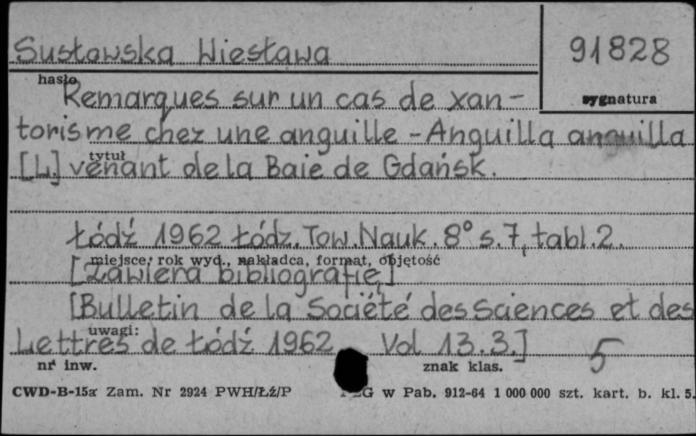 Susłowska Wiesława
91828
hasło
sygnatura
Remarques sur un cas de xan-
torisme chez une anguille - Anguilla anguilla
tytuł
[L.] venant de la Baie de Gdańsk.
Łódź 1962 Łódz. Tow. Nauk. 8° s. 7, tabl. 2.
miejsce, rok wyd., nakładca, format, objętość
[Zawiera bibliografię]
[Bulletin de la Société des Sciences et des
uwagi:
Lettres de Łódź 1962 Vol 13.3.]
5
nr inw.
znak klas.
CWD-B-15a Zam. Nr 2924 PWH/Łź/P
w Pab. 912-64 1 000 000 szt. kart. b. kl. 5.